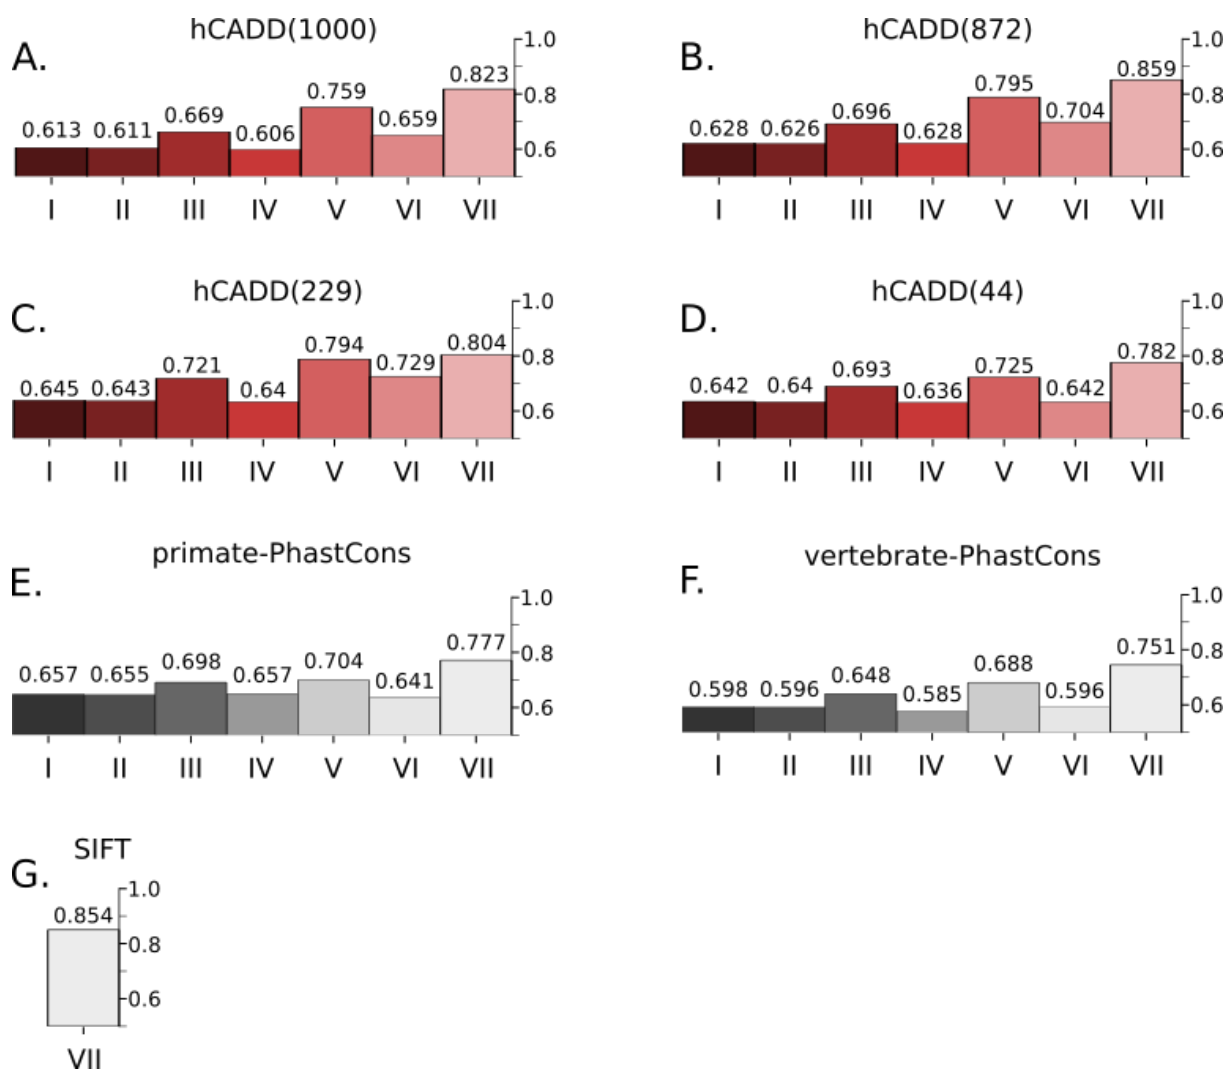 A.
hCADD(1000)
0.613 0.611 0.669 0.606 0.759 0.659 0.823
1.0
0.8
0.6
I II III IV V VI VII
B.
hCADD(872)
0.628 0.626 0.696 0.628 0.795 0.704 0.859
1.0
0.8
0.6
I II III IV V VI VII
C.
hCADD(229)
0.645 0.643 0.721 0.64 0.794 0.729 0.804
1.0
0.8
0.6
I II III IV V VI VII
D.
hCADD(44)
0.642 0.64 0.693 0.636 0.725 0.642 0.782
1.0
0.8
0.6
I II III IV V VI VII
E.
primate-PhastCons
0.657 0.655 0.698 0.657 0.704 0.641 0.777
1.0
0.8
0.6
I II III IV V VI VII
F.
vertebrate-PhastCons
0.598 0.596 0.648 0.585 0.688 0.596 0.751
1.0
0.8
0.6
I II III IV V VI VII
G.
SIFT
0.854
1.0
0.8
0.6
VII